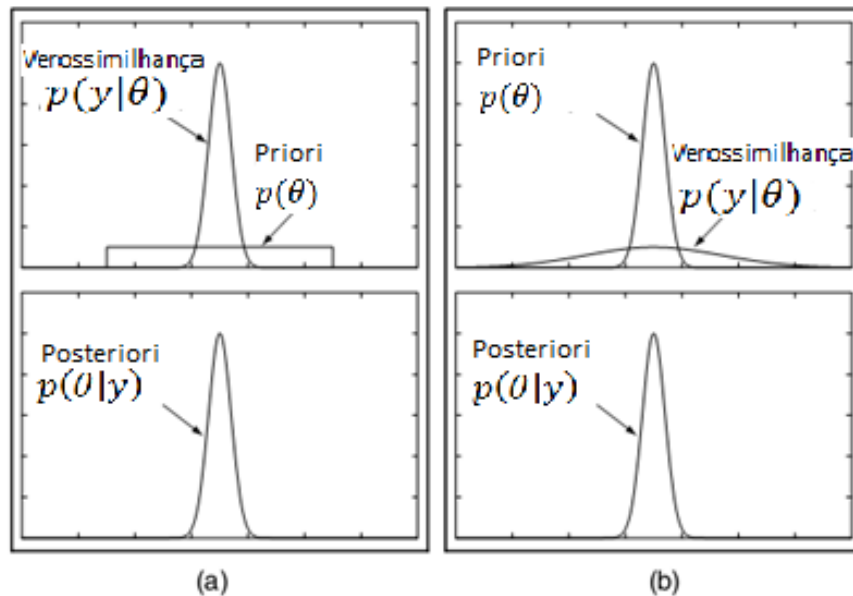 Verossimilhança
p(y|θ)
Priori
p(θ)
Posteriori
p(θ|y)
(a)
Priori
p(θ)
Verossimilhança
p(y|θ)
Posteriori
p(θ|y)
(b)